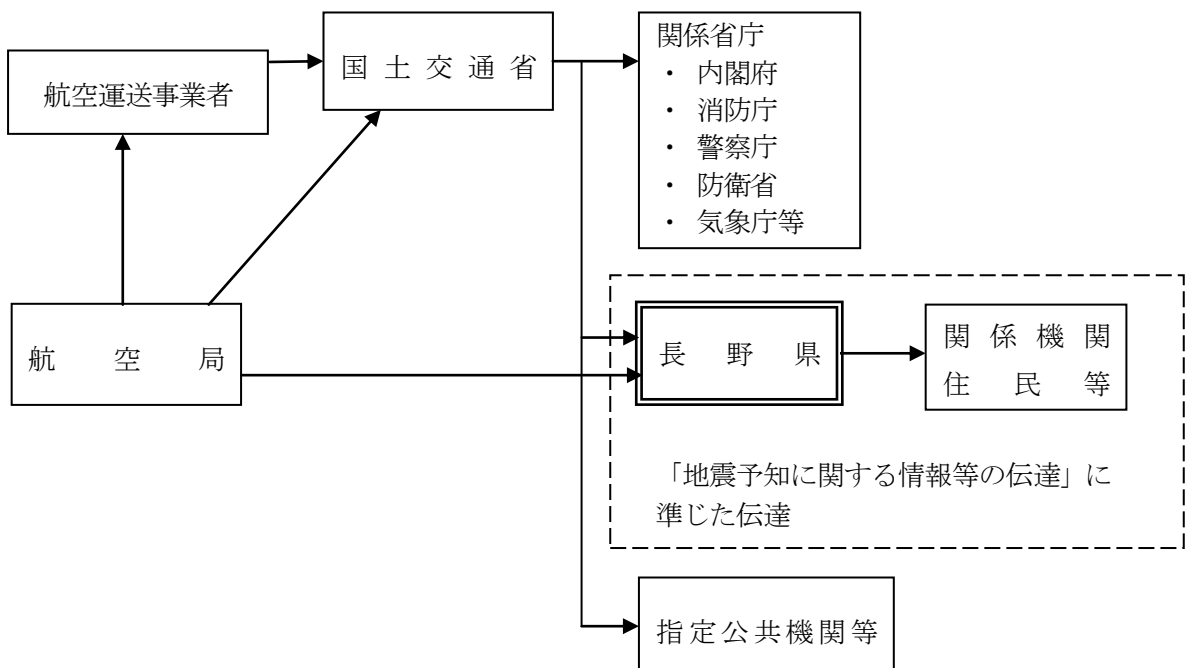 航空運送事業者
国土交通省
関係省庁
・ 内閣府
・ 消防庁
・ 警察庁
・ 防衛省
・ 気象庁等
航空局
長野県
関係機関
住民等
「地震予知に関する情報等の伝達」に
準じた伝達
指定公共機関等